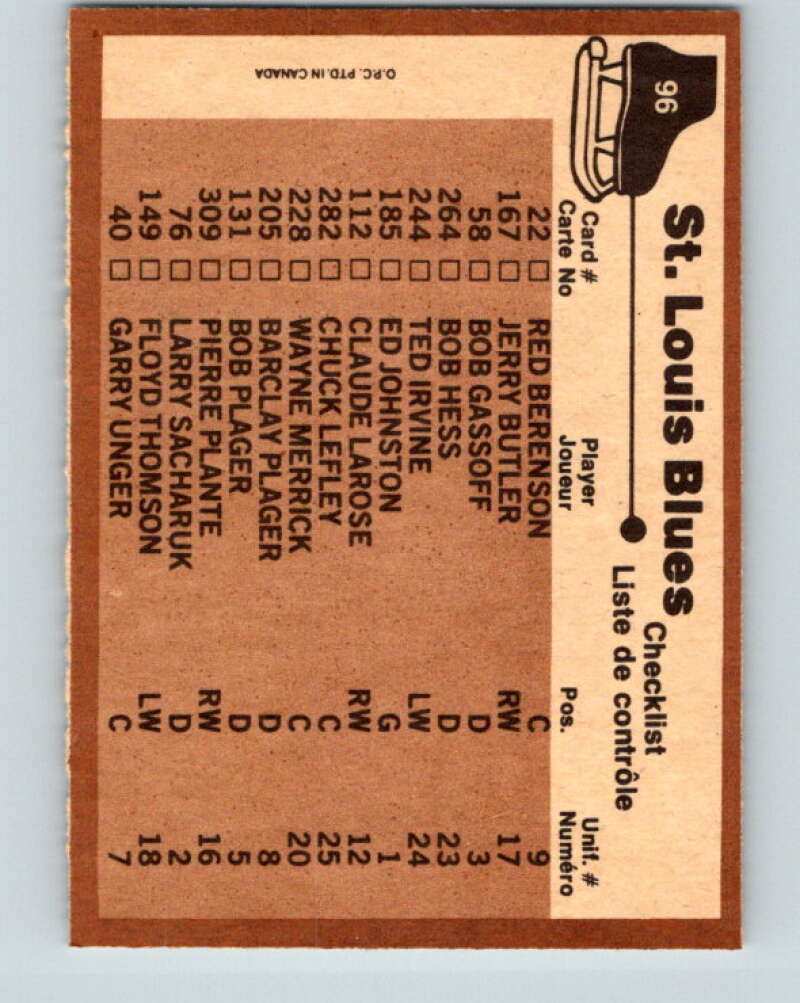 96
St. Louis Blues
Checklist
Liste de contrôle
Card # Player Pos. Unif. #
Carte No Joueur Numéro
22 □ RED BERENSON C 9
167 □ JERRY BUTLER RW 17
58 □ BOB GASSOFF D 3
264 □ BOB HESS D 23
244 □ TED IRVINE LW 24
185 □ ED JOHNSTON G 1
112 □ CLAUDE LAROSE RW 12
282 □ CHUCK LEFLEY C 25
228 □ WAYNE MERRICK C 20
205 □ BARCLAY PLAGER D 8
131 □ BOB PLAGER D 5
309 □ PIERRE PLANTE RW 16
76 □ LARRY SACHARUK D 2
149 □ FLOYD THOMSON LW 18
40 □ GARRY UNGER C 7
O.P.C. PTD. IN CANADA